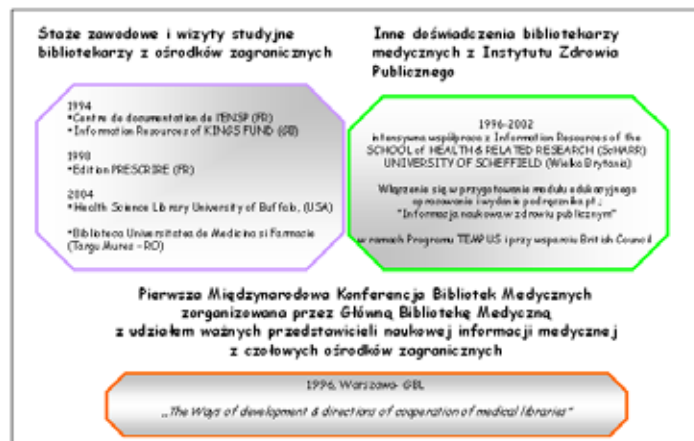 Staże zawodowe i wizyty studyjne
bibliotekarzy z ośrodków zagranicznych
1994
•Centre de documentation de l'ENSP (FR)
•Information Resources of KINGS FUND (GB)
1998
•Edition PRESCRIRE (FR)
2004
•Health Science Library University of Buffalo, (USA)
•Biblioteca Universitatea de Medicina si Farmacie
(Targu Mures - RO)
Inne doświadczenia bibliotekarzy
medycznych z Instytutu Zdrowia
Publicznego
1996-2002
intensywna współpraca z Information Resources of the
SCHOOL of HEALTH & RELATED RESEARCH (ScHARR)
UNIVERSITY OF SCHEFFIELD (Wielka Brytania)
Włączenie się w przygotowanie modułu edukacyjnego
opracowanie i wydanie podręcznika pt.:
"Informacja naukowa w zdrowiu publicznym"
w ramach Programu TEMPUS i przy wsparciu British Council
Pierwsza Międzynarodowa Konferencja Bibliotek Medycznych
zorganizowana przez Główną Bibliotekę Medyczną
z udziałem ważnych przedstawicieli naukowej informacji medycznej
z czołowych ośrodków zagranicznych
1996, Warszawa- GBL
„The Ways of development & directions of cooperation of medical libraries"